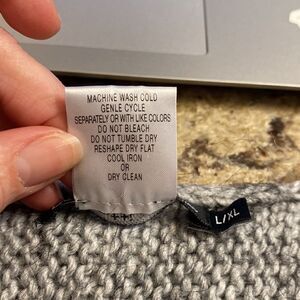 MACHINE WASH COLD
GENLE CYCLE
SEPARATELY OR WITH LIKE COLORS
DO NOT BLEACH
DO NOT TUMBLE DRY
RESHAPE DRY FLAT
COOL IRON
OR
DRY CLEAN
L/XL